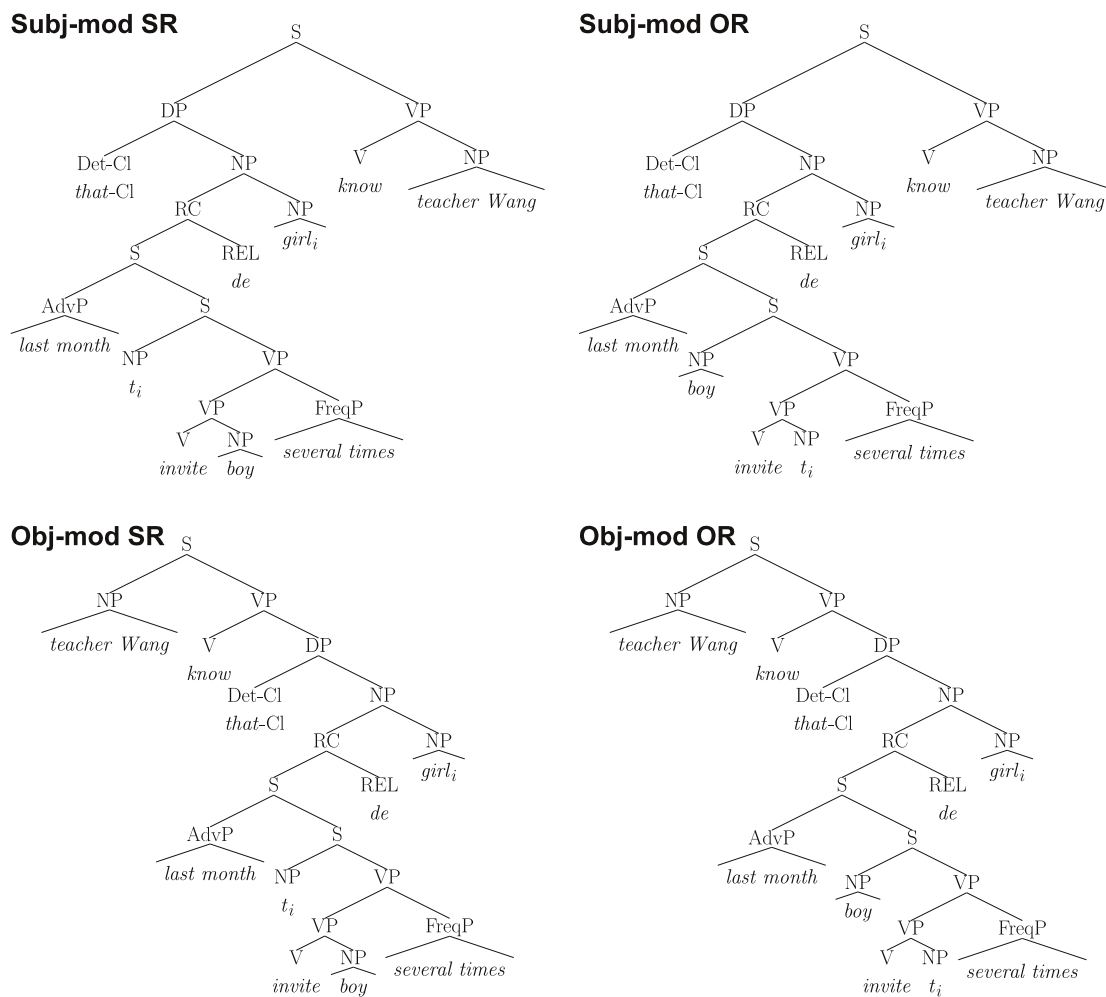 Subj-mod SR
S
DP VP
Det-Cl NP V NP
that-Cl know teacher Wang
RC NP
girl_i
S REL
de
AdvP S
last month
NP VP
t_i
VP FreqP
V NP several times
invite boy
Subj-mod OR
S
DP VP
Det-Cl NP V NP
that-Cl know teacher Wang
RC NP
girl_i
S REL
de
AdvP S
last month
NP VP
boy
VP FreqP
V NP several times
invite t_i
Obj-mod SR
S
NP VP
teacher Wang V DP
know
Det-Cl NP
that-Cl
RC NP
girl_i
S REL
de
AdvP S
last month NP VP
t_i
VP FreqP
V NP several times
invite boy
Obj-mod OR
S
NP VP
teacher Wang V DP
know
Det-Cl NP
that-Cl
RC NP
girl_i
S REL
de
AdvP S
last month NP VP
boy
VP FreqP
V NP several times
invite t_i